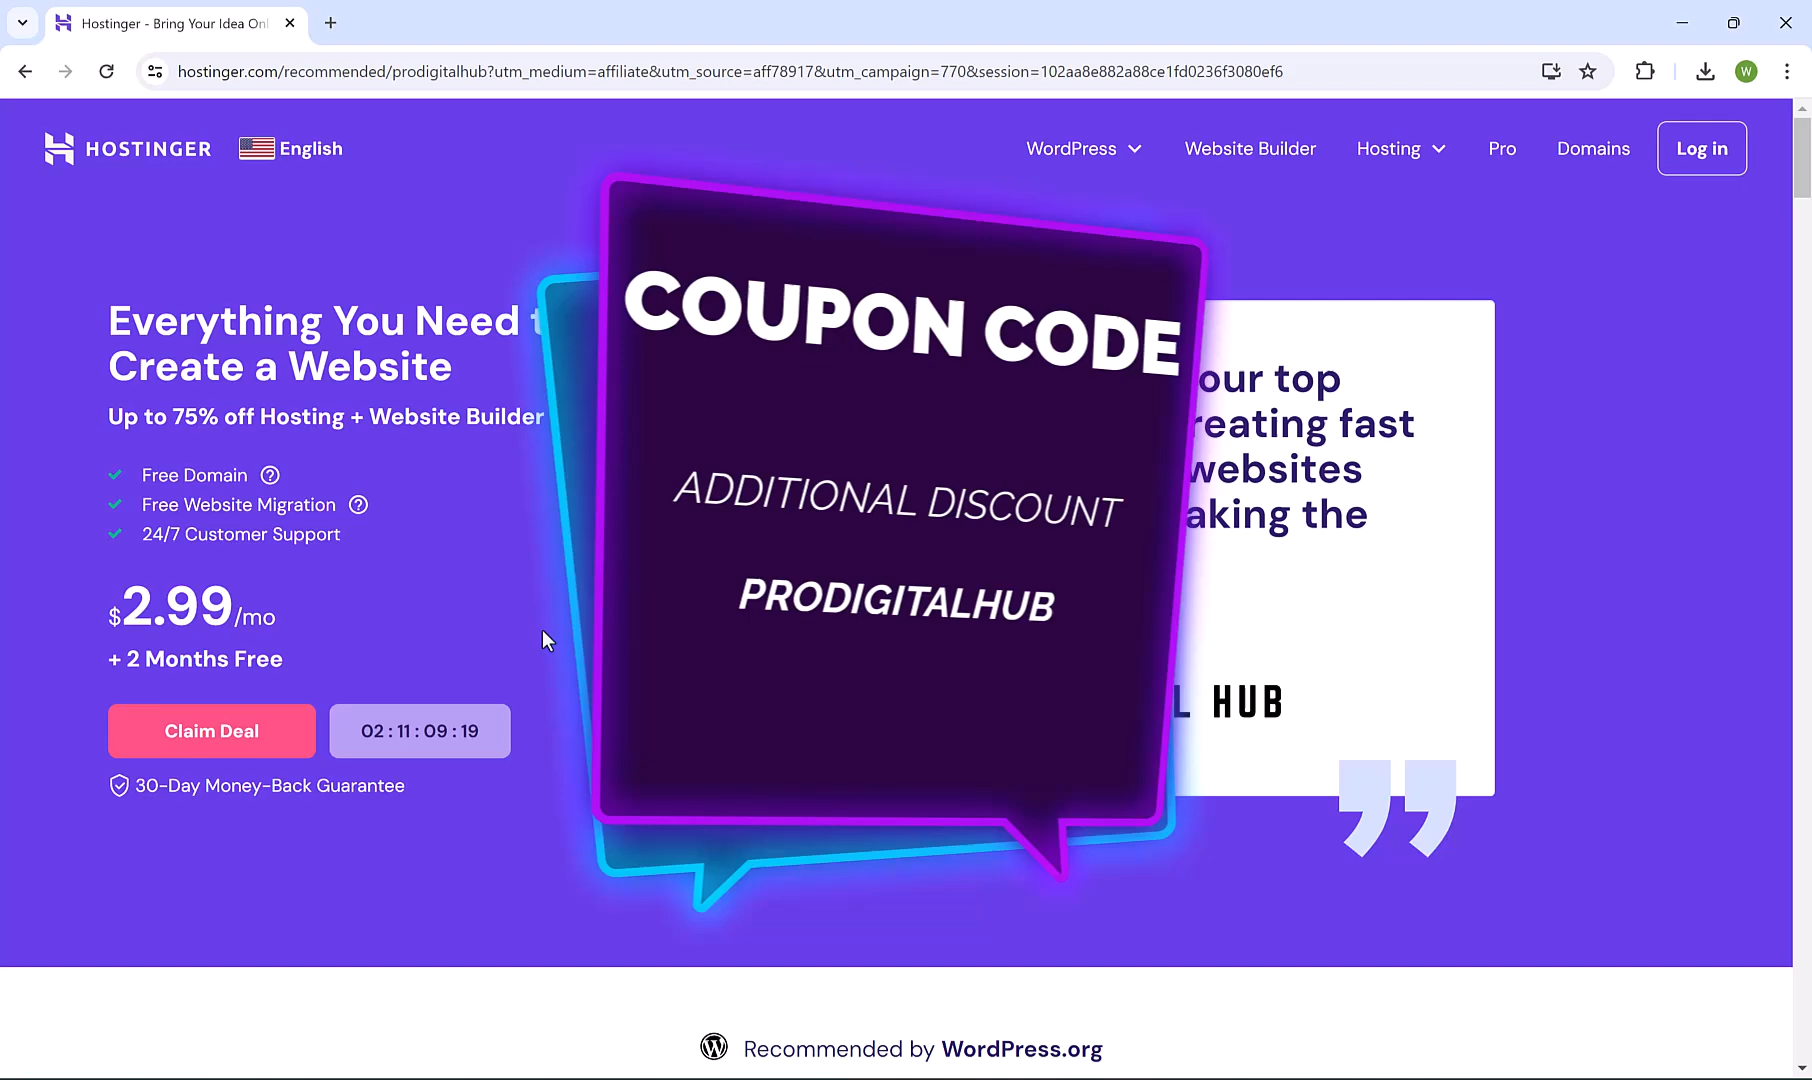 Hostinger - Bring Your Idea Onl
hostinger.com/recommended/prodigitalhub?utm_medium=affiliate&utm_source=aff78917&utm_campaign=770&session=102aa8e882a88ce1fd0236f3080ef6
W
HOSTINGER
English
WordPress
Website Builder
Hosting
Pro
Domains
Log in
Everything You Need
Create a Website
Up to 75% off Hosting + Website Builder
Free Domain
Free Website Migration
24/7 Customer Support
$2.99/mo
+ 2 Months Free
Claim Deal
02 : 11 : 09 : 19
30-Day Money-Back Guarantee
COUPON CODE
ADDITIONAL DISCOUNT
PRODIGITALHUB
our top
reating fast
websites
aking the
L HUB
Recommended by WordPress.org